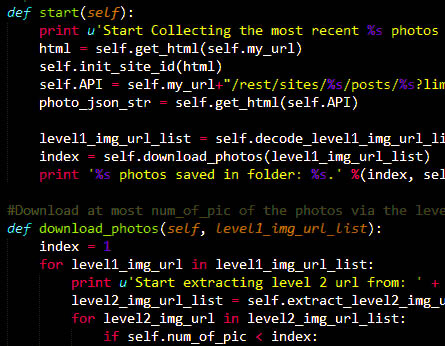 def start(self):
print u'Start Collecting the most recent %s photos
html = self.get_html(self.my_url)
self.init_site_id(html)
self.API = self.my_url+"/rest/sites/%s/posts/%s?lim
photo_json_str = self.get_html(self.API)
level1_img_url_list = self.decode_level1_img_url_li
index = self.download_photos(level1_img_url_list)
print '%s photos saved in folder: %s.' %(index, sel
#Download at most num_of_pic of the photos via the leve
def download_photos(self, level1_img_url_list):
index = 1
for level1_img_url in level1_img_url_list:
print u'Start extracting level 2 url from: ' +
level2_img_url_list = self.extract_level2_img_u
for level2_img_url in level2_img_url_list:
if self.num_of_pic < index: